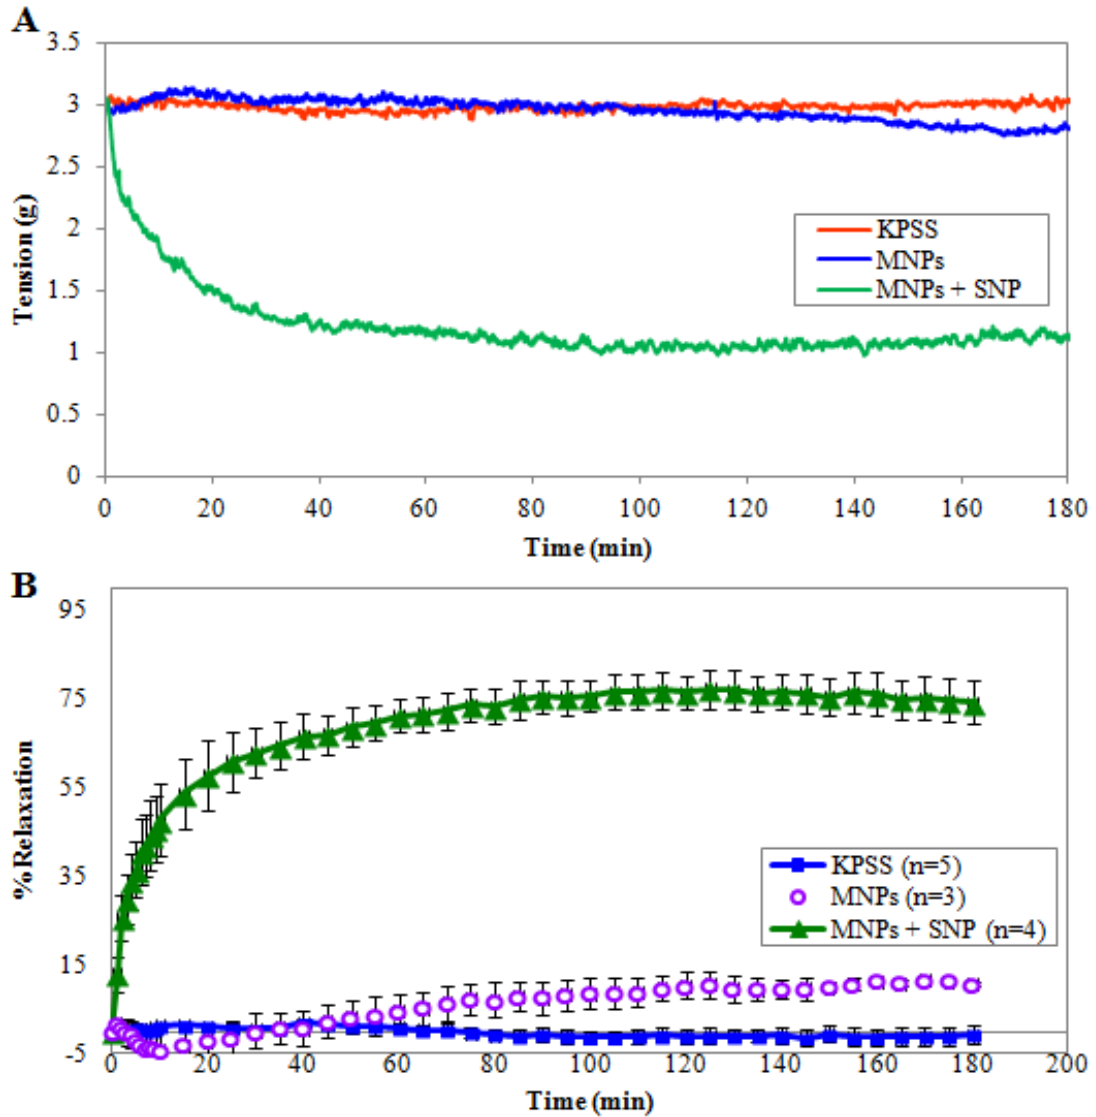 A
3.5
3
2.5
2
1.5
1
0.5
0
Tension (g)
KPSS
MNPs
MNPs + SNP
0 20 40 60 80 100 120 140 160 180
Time (min)
B
95
75
55
35
15
-5
%Relaxation
KPSS (n=5)
MNPs (n=3)
MNPs + SNP (n=4)
0 20 40 60 80 100 120 140 160 180 200
Time (min)